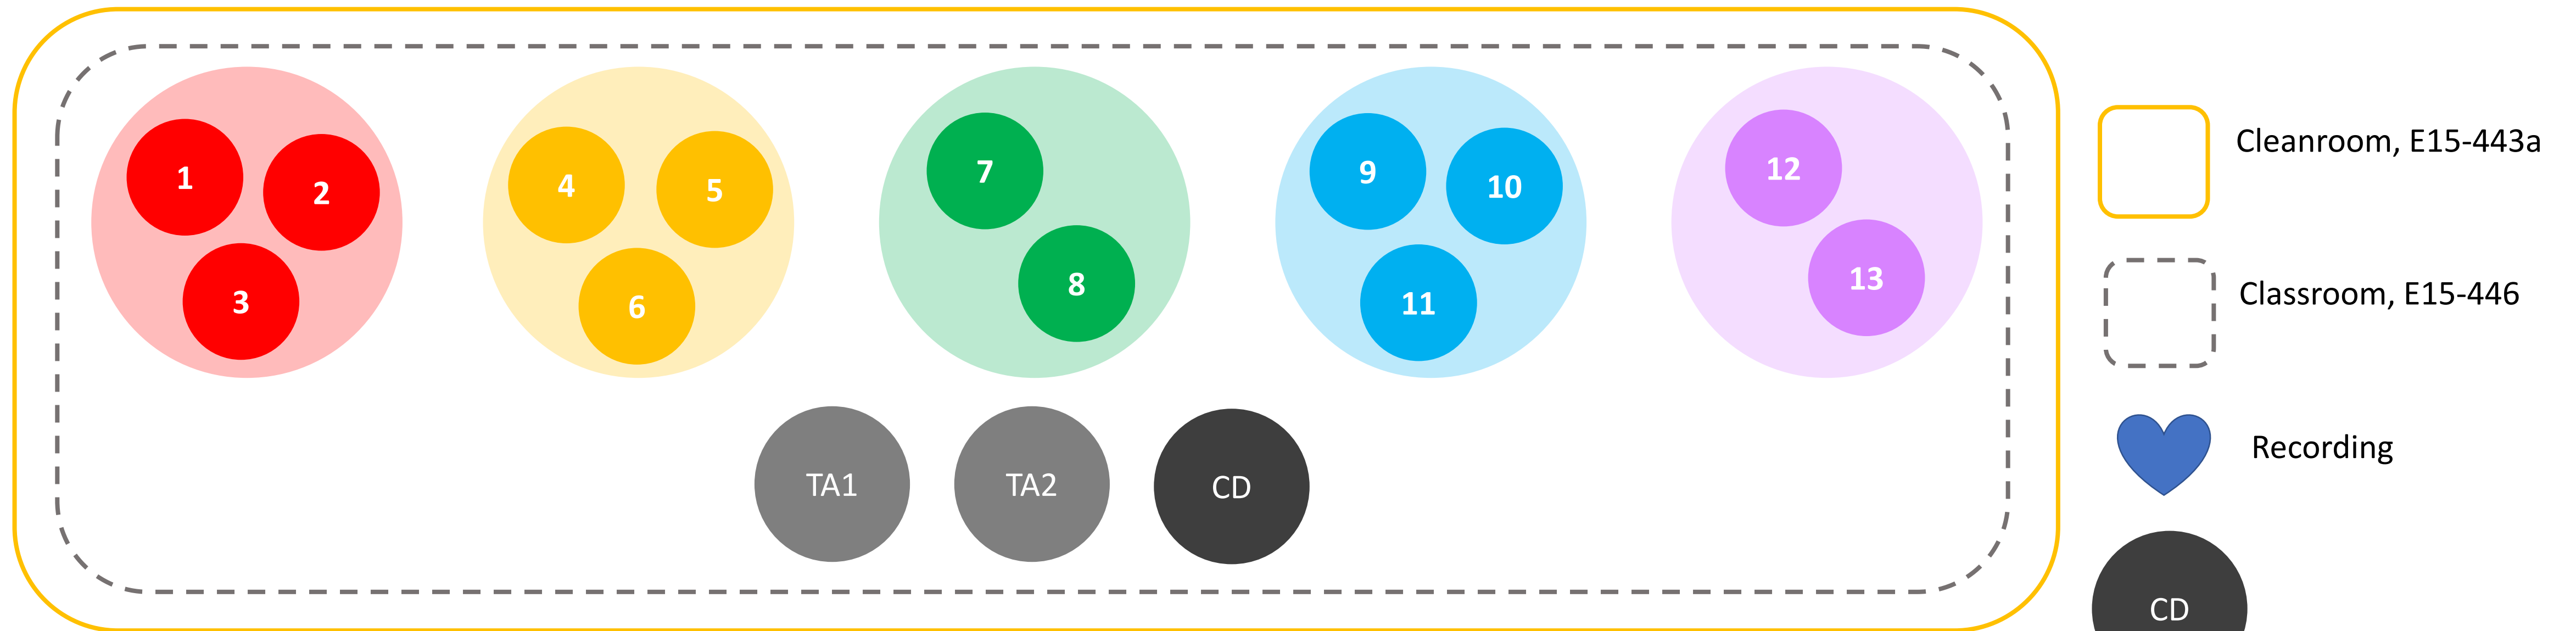 1
2
3
4
5
6
7
8
9
10
11
12
13
TA1
TA2
CD
Cleanroom, E15-443a
Classroom, E15-446
Recording
CD